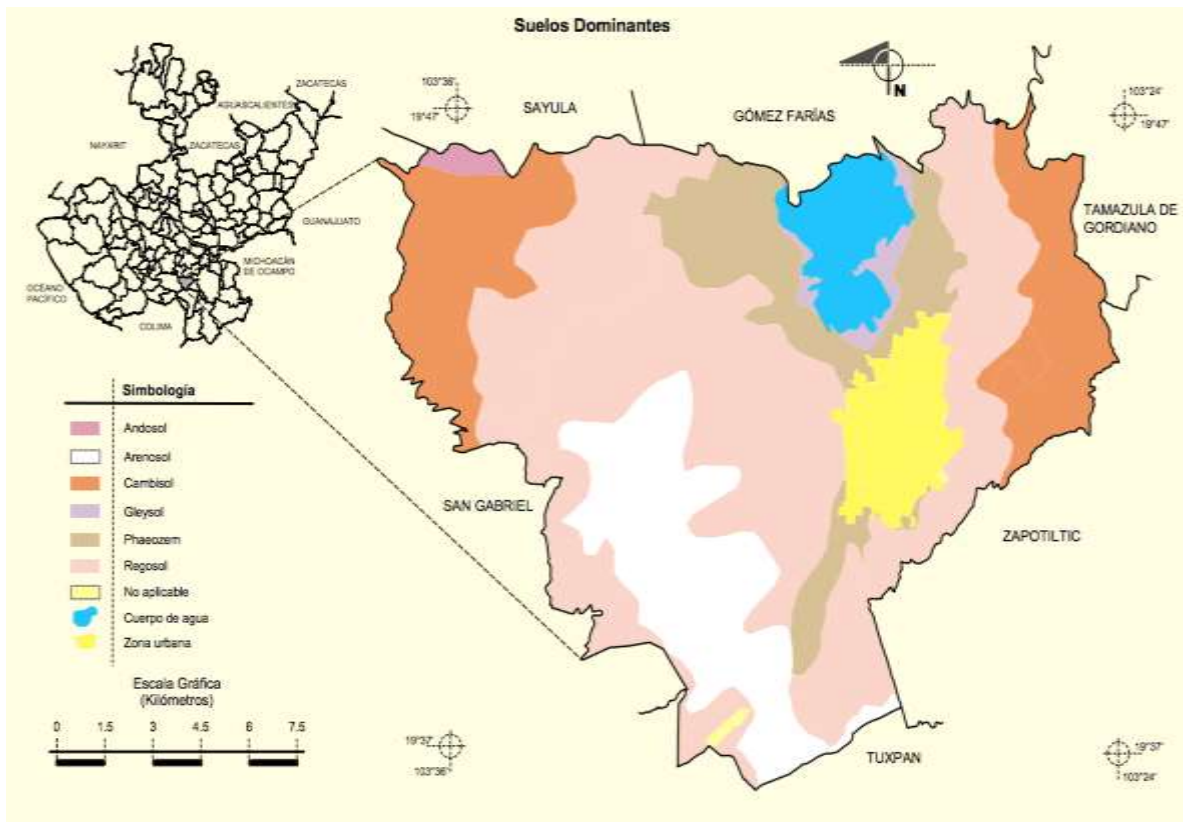 Suelos Dominantes
ZACATECAS
AGUASCALIENTES
NAYARIT
ZACATECAS
GUANAJUATO
MICHOACÁN
DE OCAMPO
OCÉANO
PACÍFICO
COLIMA
103°36'
19°47'
SAYULA
GÓMEZ FARÍAS
N
103°24'
19°47'
TAMAZULA DE
GORDIANO
SAN GABRIEL
ZAPOTILTIC
TUXPAN
Simbología
Andosol
Arenosol
Cambisol
Gleysol
Phaeozem
Regosol
No aplicable
Cuerpo de agua
Zona urbana
Escala Gráfica
(Kilómetros)
0 1.5 3 4.5 6 7.5
19°37'
103°36'
19°37'
103°24'